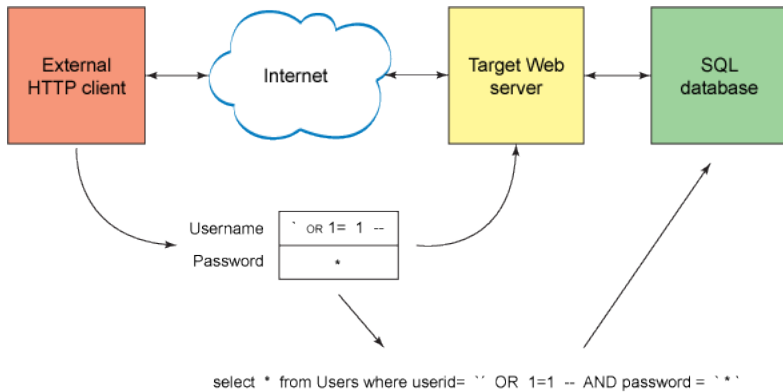 External
HTTP client
Internet
Target Web
server
SQL
database
Username ` OR 1= 1 --
Password *
select * from Users where userid= `´ OR 1=1 -- AND password = `*`